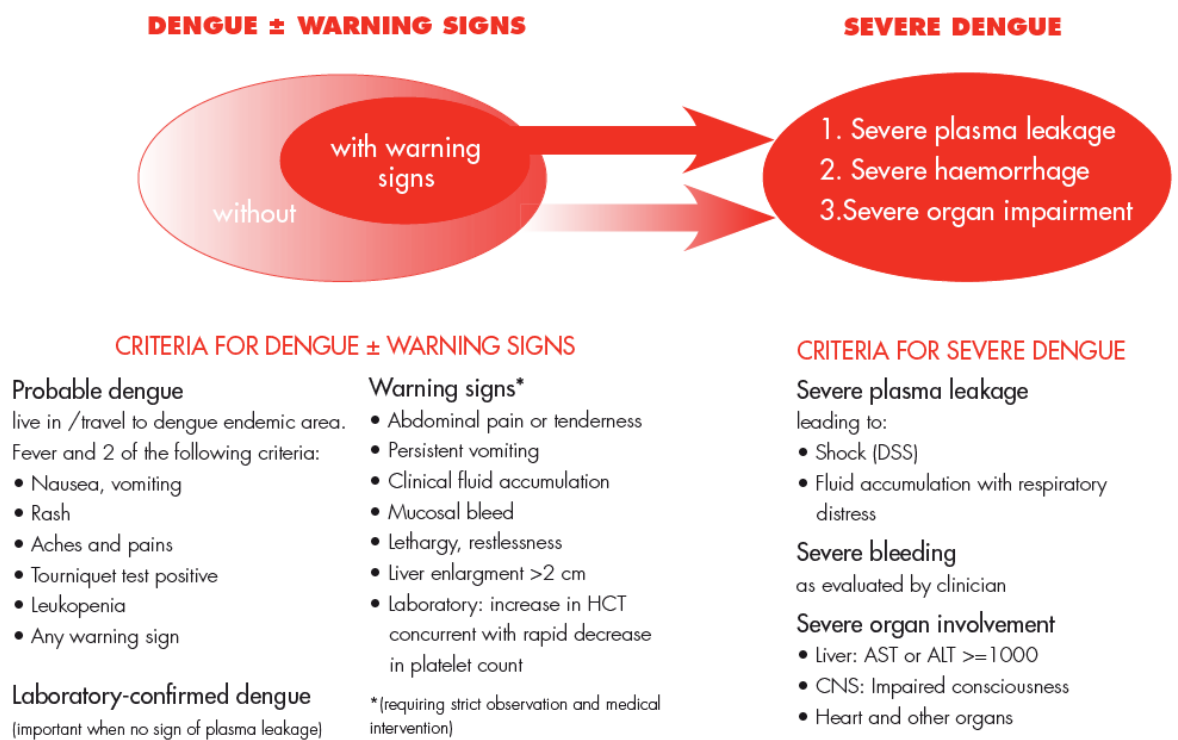 DENGUE ± WARNING SIGNS
SEVERE DENGUE
with warning
signs
without
1. Severe plasma leakage
2. Severe haemorrhage
3.Severe organ impairment
CRITERIA FOR DENGUE ± WARNING SIGNS
Probable dengue
live in /travel to dengue endemic area.
Fever and 2 of the following criteria:
• Nausea, vomiting
• Rash
• Aches and pains
• Tourniquet test positive
• Leukopenia
• Any warning sign
Laboratory-confirmed dengue
(important when no sign of plasma leakage)
Warning signs*
• Abdominal pain or tenderness
• Persistent vomiting
• Clinical fluid accumulation
• Mucosal bleed
• Lethargy, restlessness
• Liver enlargment >2 cm
• Laboratory: increase in HCT
concurrent with rapid decrease
in platelet count
*(requiring strict observation and medical
intervention)
CRITERIA FOR SEVERE DENGUE
Severe plasma leakage
leading to:
• Shock (DSS)
• Fluid accumulation with respiratory
distress
Severe bleeding
as evaluated by clinician
Severe organ involvement
• Liver: AST or ALT >=1000
• CNS: Impaired consciousness
• Heart and other organs